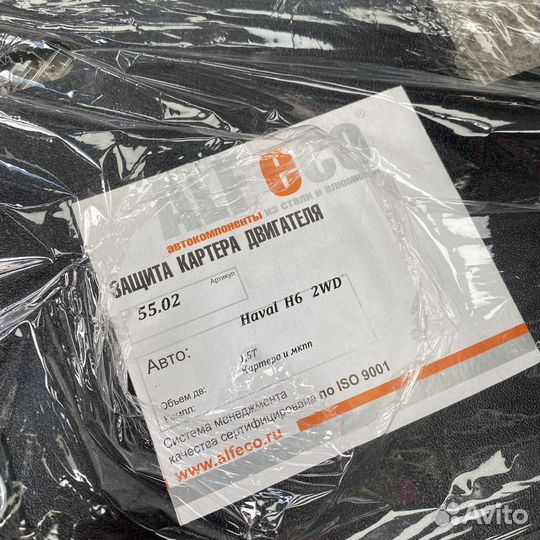 ALFeco®
автокомпоненты из стали и алюминия
ЗАЩИТА КАРТЕРА ДВИГАТЕЛЯ
55.02
Артикул
Авто: Haval H6 2WD
Объем дв: 1,5T
Картера и мкпп
Система менеджмента
качества сертифицирована по ISO 9001
www.alfeco.ru
Avito